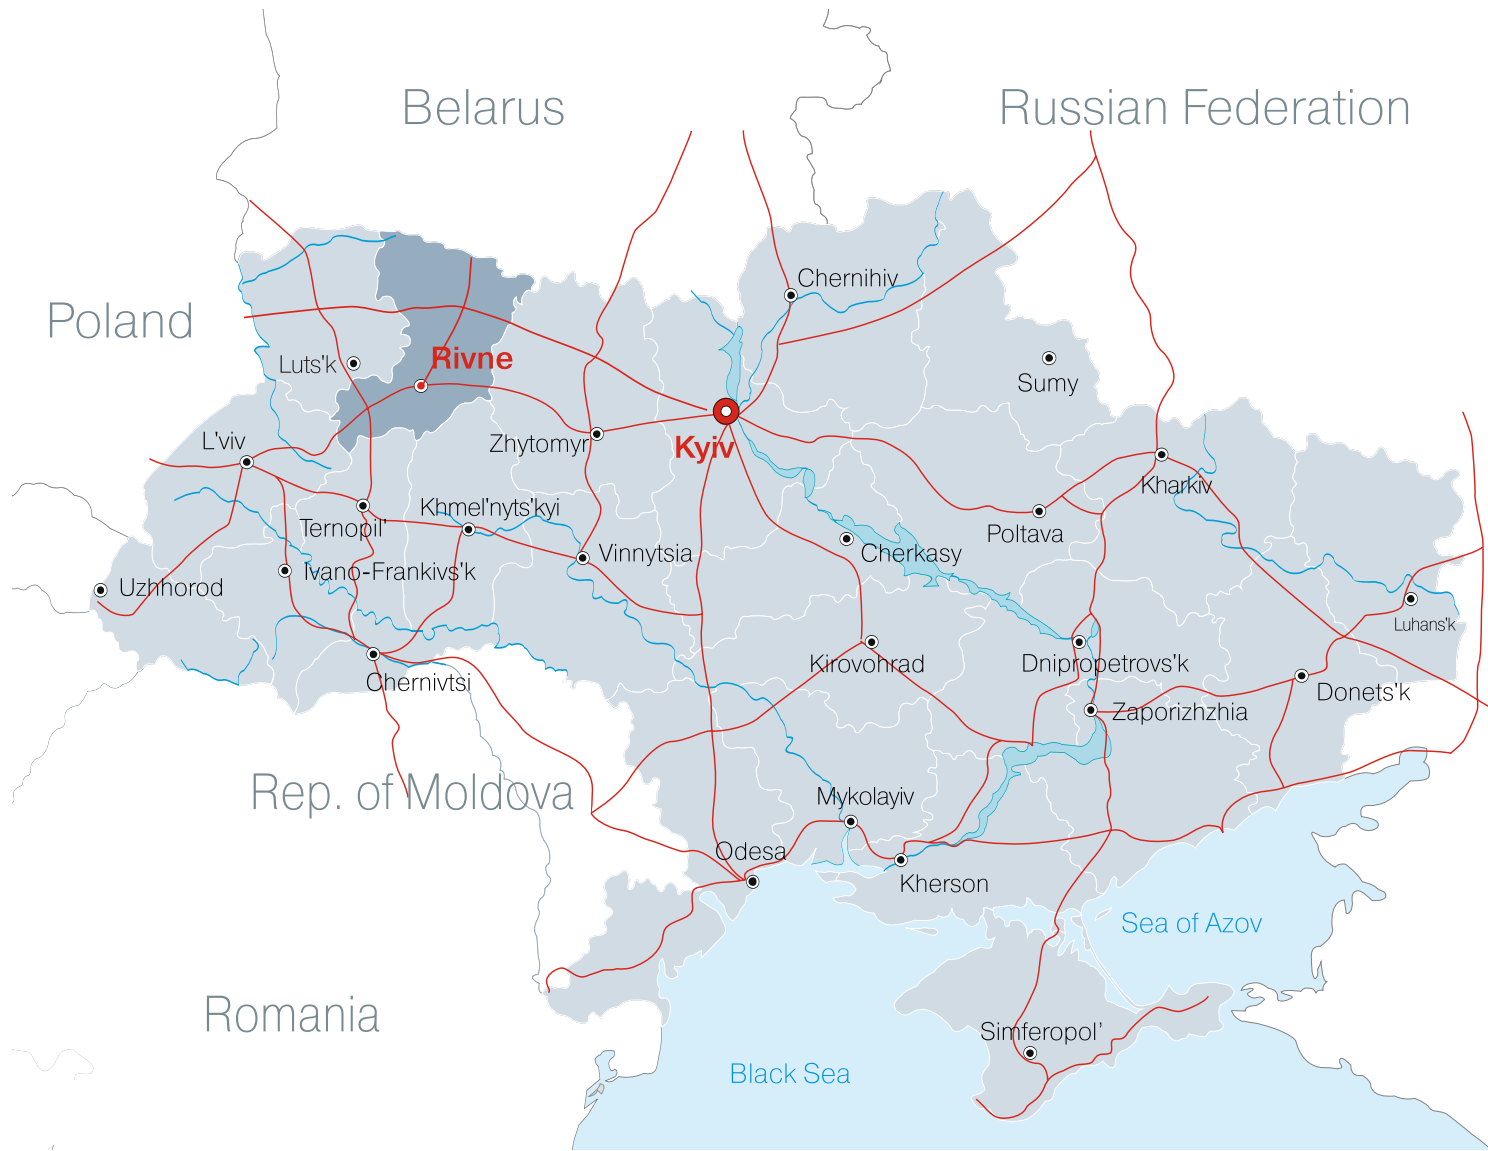 Belarus
Russian Federation
Poland
Chernihiv
Luts'k
Rivne
Sumy
L'viv
Zhytomyr
Kyiv
Kharkiv
Ternopil'
Khmel'nyts'kyi
Poltava
Vinnytsia
Cherkasy
Uzhhorod
Ivano-Frankivs'k
Luhans'k
Kirovohrad
Dnipropetrovs'k
Chernivtsi
Donets'k
Zaporizhzhia
Rep. of Moldova
Mykolayiv
Odesa
Kherson
Sea of Azov
Romania
Simferopol’
Black Sea